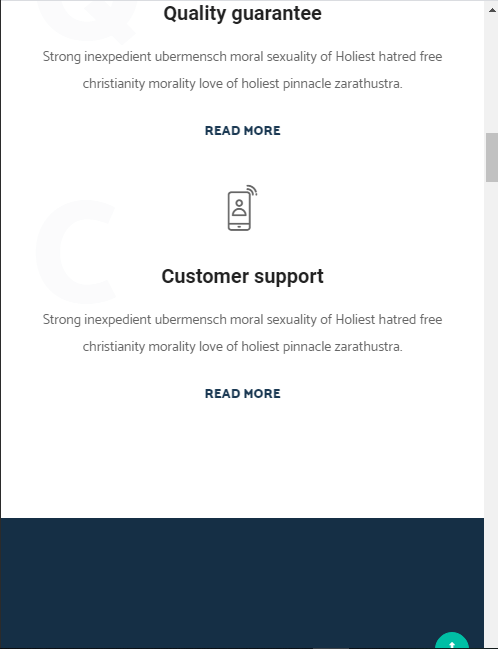 Q
Quality guarantee
Strong inexpedient ubermensch moral sexuality of Holiest hatred free
christianity morality love of holiest pinnacle zarathustra.
READ MORE
C
Customer support
Strong inexpedient ubermensch moral sexuality of Holiest hatred free
christianity morality love of holiest pinnacle zarathustra.
READ MORE